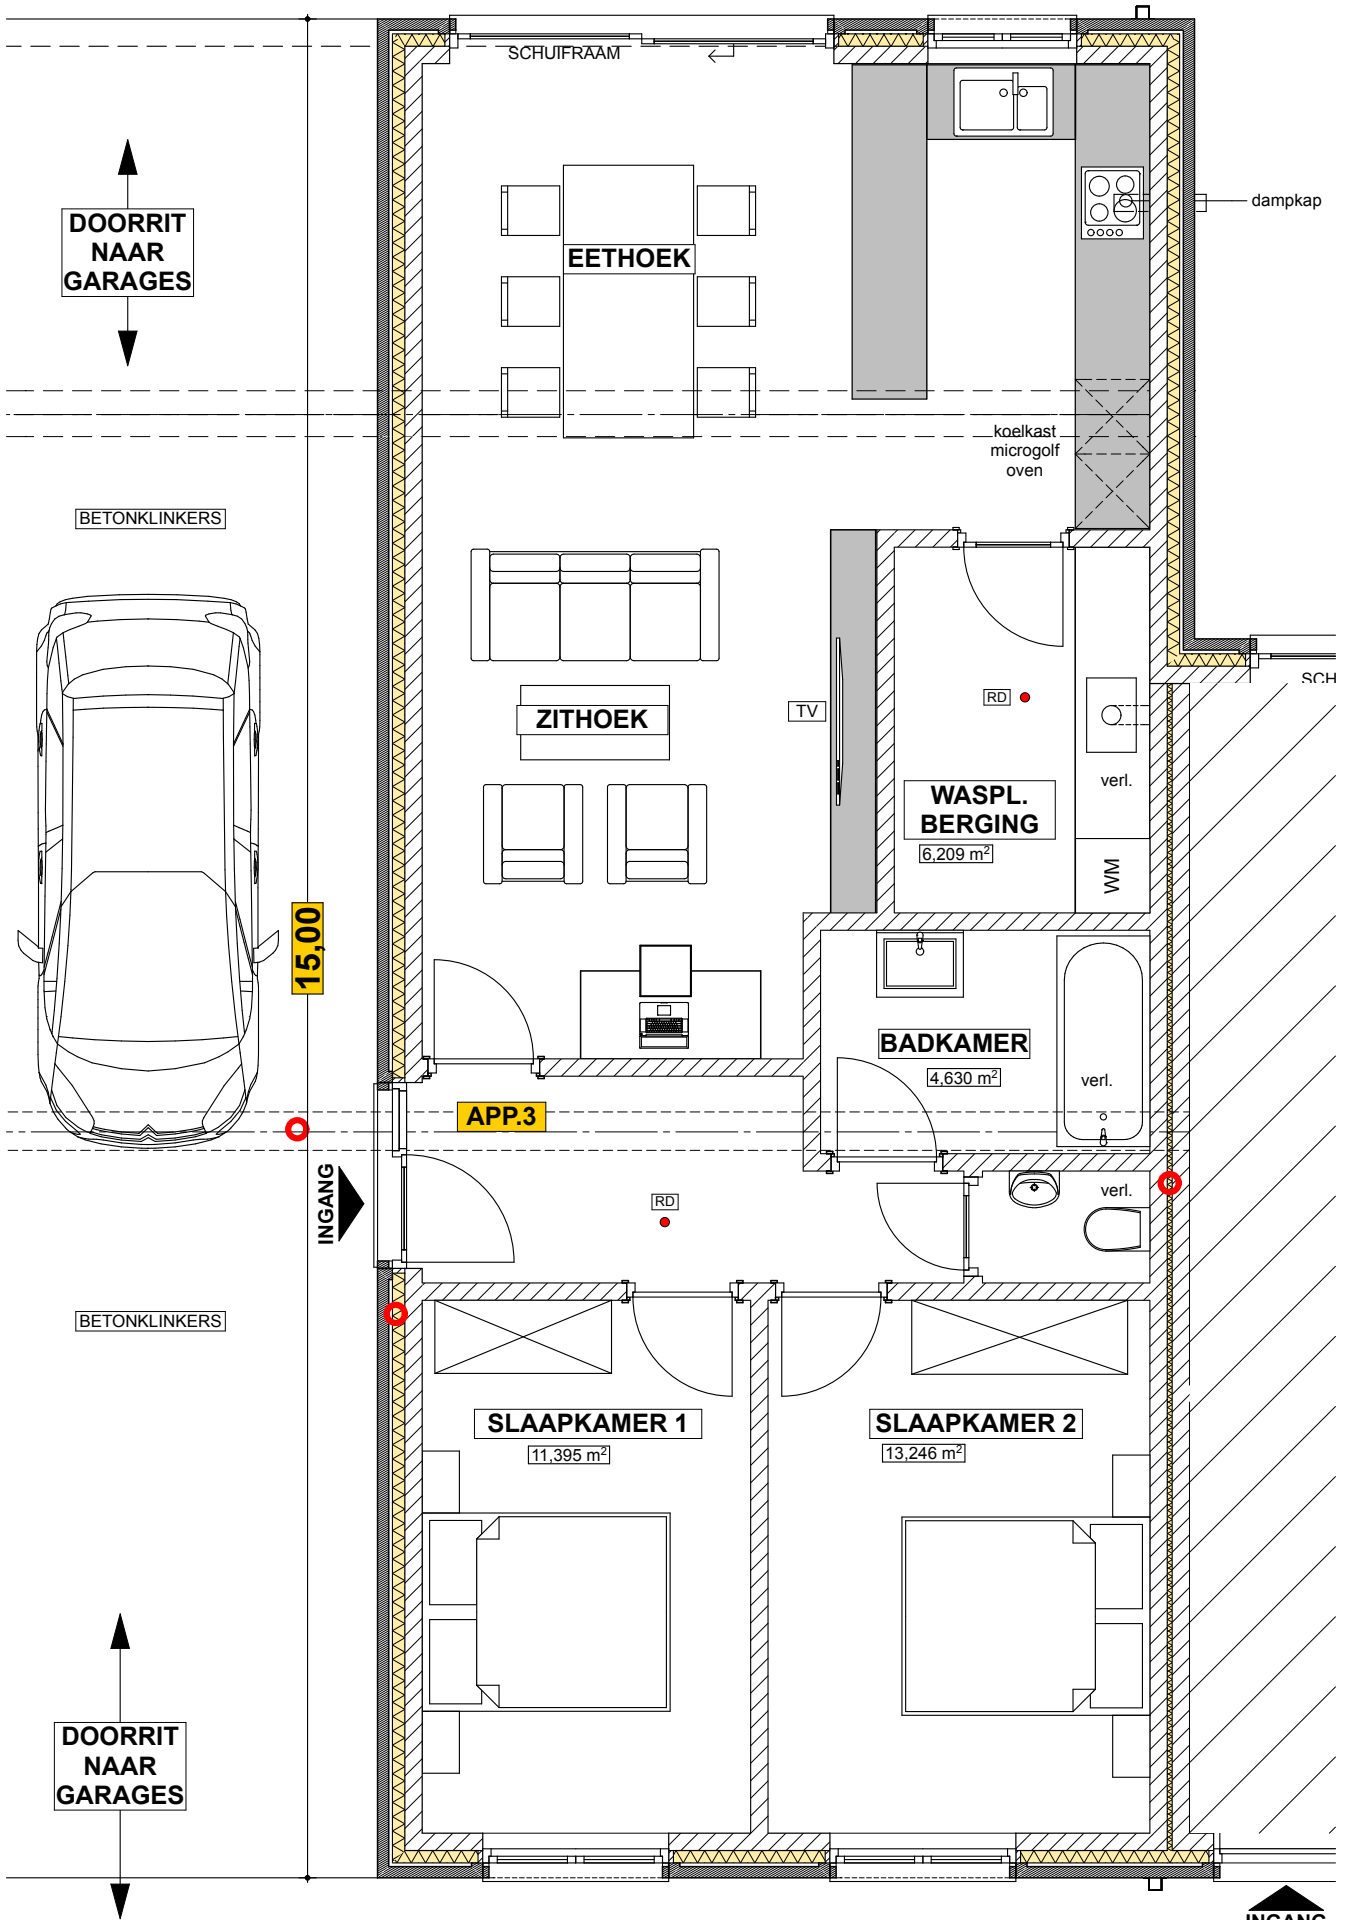 SCHUIFRAAM
DOORRIT
NAAR
GARAGES
dampkap
EETHOEK
koelkast
microgolf
oven
BETONKLINKERS
SCH
RD
ZITHOEK
TV
verl.
WASPL.
BERGING
6,209 m²
WM
15,00
BADKAMER
4,630 m²
verl.
APP.3
INGANG
RD
verl.
BETONKLINKERS
SLAAPKAMER 1
11,395 m²
SLAAPKAMER 2
13,246 m²
DOORRIT
NAAR
GARAGES
INGANG